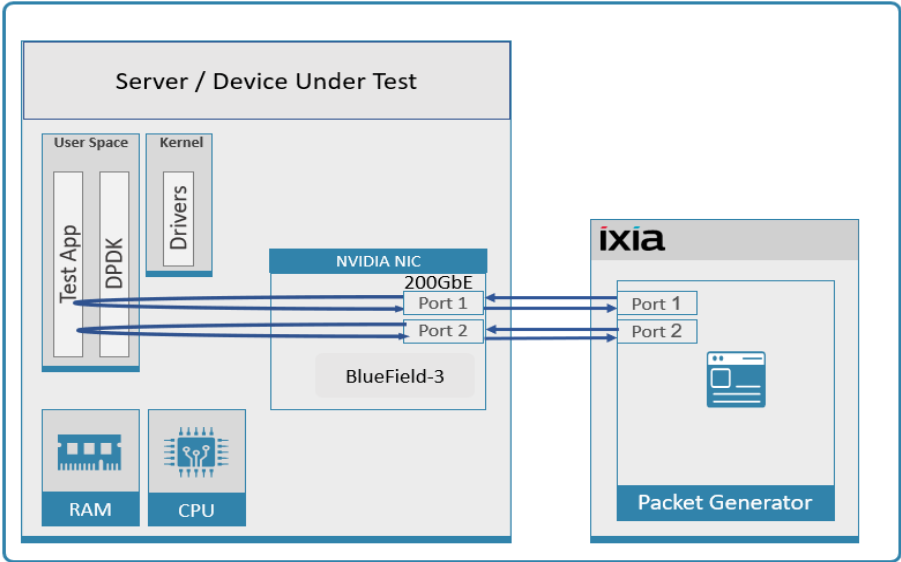 Server / Device Under Test
User Space
Kernel
Test App
DPDK
Drivers
NVIDIA NIC
200GbE
Port 1
Port 2
BlueField-3
RAM
CPU
ixia
Port 1
Port 2
Packet Generator